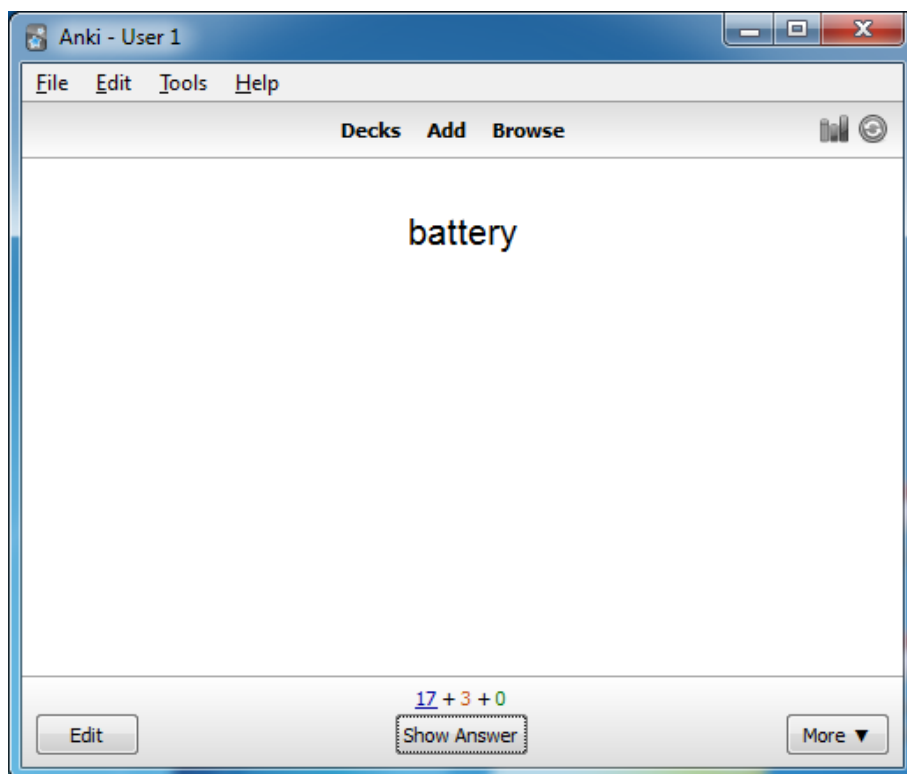 Anki - User 1
File Edit Tools Help
Decks Add Browse
battery
17 + 3 + 0
Edit Show Answer More ▼